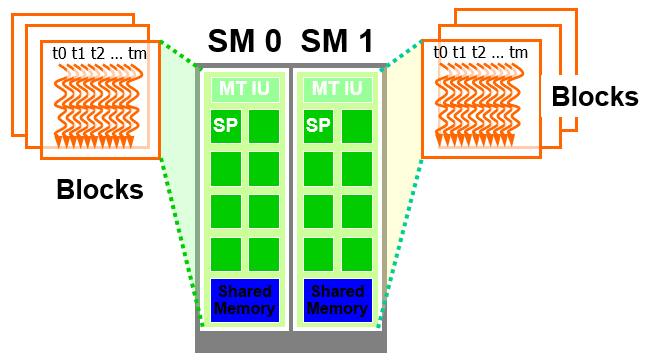 SM 0 SM 1
t0 t1 t2 ... tm
t0 t1 t2 ... tm
MT IU
MT IU
SP
SP
Blocks
Blocks
Shared
Memory
Shared
Memory